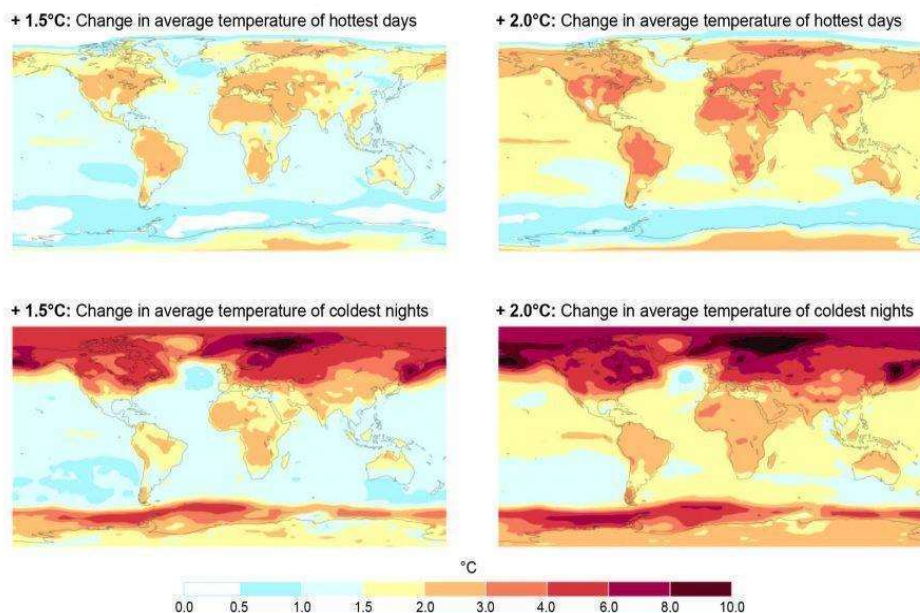 + 1.5°C: Change in average temperature of hottest days
+ 2.0°C: Change in average temperature of hottest days
+ 1.5°C: Change in average temperature of coldest nights
+ 2.0°C: Change in average temperature of coldest nights
°C
0.0 0.5 1.0 1.5 2.0 3.0 4.0 6.0 8.0 10.0